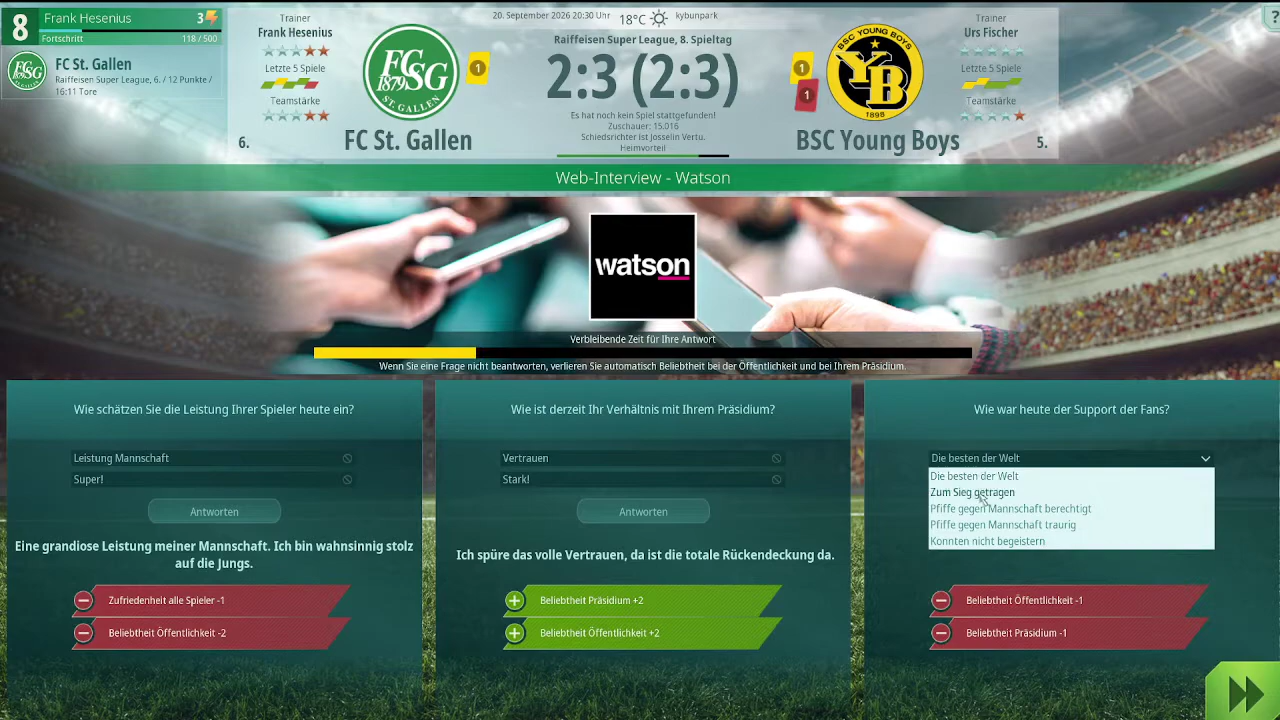 8
Frank Hesenius
3
Fortschritt
118 / 500
FC St. Gallen
Raiffeisen Super League, 6. / 12 Punkte /
16:11 Tore
Trainer
Frank Hesenius
Letzte 5 Spiele
Teamstärke
6.
FCSG
1879
ST. GALLEN
1
FC St. Gallen
20. September 2026 20:30 Uhr
18°C
kybunpark
Raiffeisen Super League, 8. Spieltag
2:3 (2:3)
Es hat noch kein Spiel stattgefunden!
Zuschauer: 15.016
Schiedsrichter ist Josselin Vertu.
Heimvorteil
1
1
BSC YOUNG BOYS
YB
1898
BSC Young Boys
Trainer
Urs Fischer
Letzte 5 Spiele
Teamstärke
5.
?
Web-Interview - Watson
watson
Verbleibende Zeit für Ihre Antwort
Wenn Sie eine Frage nicht beantworten, verlieren Sie automatisch Beliebtheit bei der Öffentlichkeit und bei Ihrem Präsidium.
Wie schätzen Sie die Leistung Ihrer Spieler heute ein?
Leistung Mannschaft
Super!
Antworten
Eine grandiose Leistung meiner Mannschaft. Ich bin wahnsinnig stolz
auf die Jungs.
Zufriedenheit alle Spieler -1
Beliebtheit Öffentlichkeit -2
Wie ist derzeit Ihr Verhältnis mit Ihrem Präsidium?
Vertrauen
Stark!
Antworten
Ich spüre das volle Vertrauen, da ist die totale Rückendeckung da.
Beliebtheit Präsidium +2
Beliebtheit Öffentlichkeit +2
Wie war heute der Support der Fans?
Die besten der Welt
Die besten der Welt
Zum Sieg getragen
Pfiffe gegen Mannschaft berechtigt
Pfiffe gegen Mannschaft traurig
Konnten nicht begeistern
Beliebtheit Öffentlichkeit -1
Beliebtheit Präsidium -1